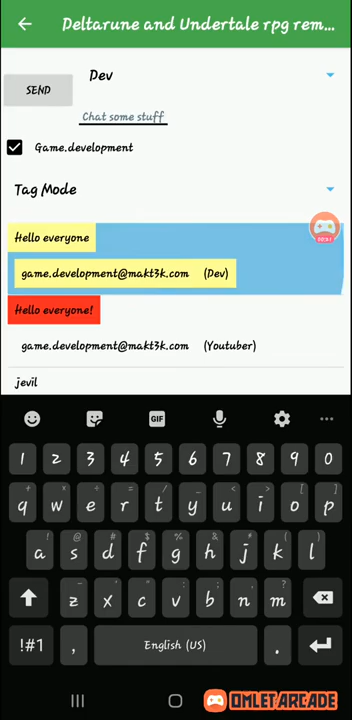 Deltarune and Undertale rpg rem...
SEND
Dev
Chat some stuff
Game.development
Tag Mode
Hello everyone
game.development@makt3k.com (Dev)
Hello everyone!
game.development@makt3k.com (Youtuber)
jevil
GIF
1 2 3 4 5 6 7 8 9 0
q w e r t y u i o p
a s d f g h j k l
z x c v b n m
!#1 , English (US) .
OMLET ARCADE